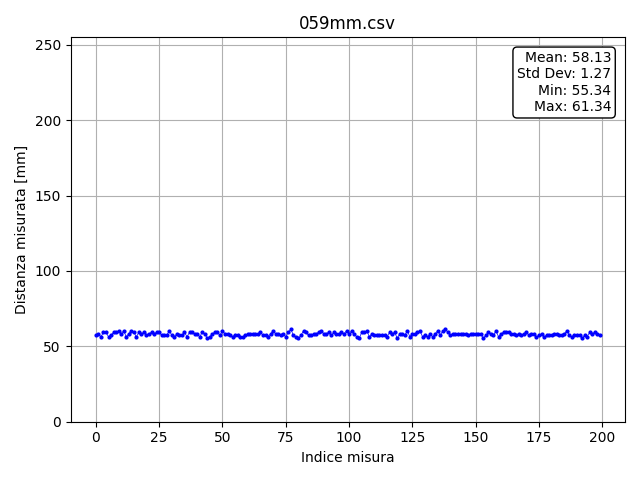 059mm.csv
Mean: 58.13
Std Dev: 1.27
Min: 55.34
Max: 61.34
250
200
150
100
50
0
Distanza misurata [mm]
0 25 50 75 100 125 150 175 200
Indice misura